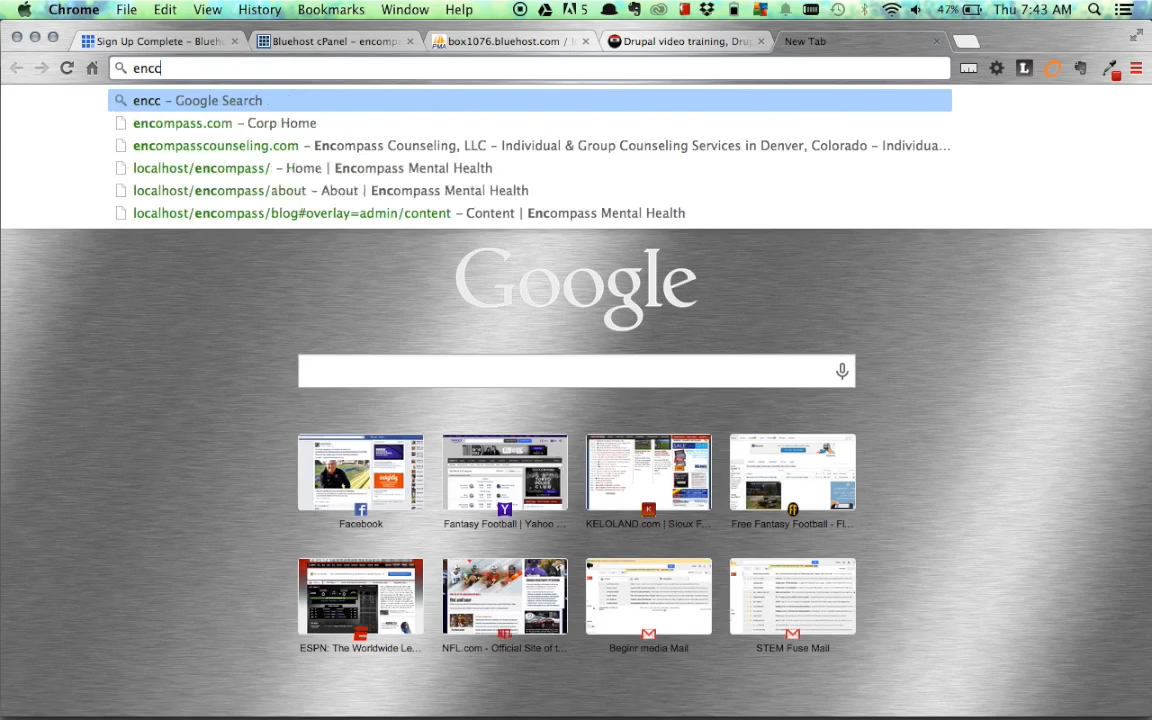 Chrome File Edit View History Bookmarks Window Help 5 47% Thu 7:43 AM
Sign Up Complete – Blueh Bluehost cPanel – encomp box1076.bluehost.com / Drupal video training, Dru New Tab
encc
encc – Google Search
encompass.com – Corp Home
encompasscounseling.com – Encompass Counseling, LLC – Individual & Group Counseling Services in Denver, Colorado – Individua...
localhost/encompass/ – Home | Encompass Mental Health
localhost/encompass/about – About | Encompass Mental Health
localhost/encompass/blog#overlay=admin/content – Content | Encompass Mental Health
Google
Facebook Fantasy Football | Yahoo ... KELOLAND.com | Sioux F... Free Fantasy Football - Fl...
ESPN: The Worldwide Le... NFL.com - Official Site of t... Beginr media Mail STEM Fuse Mail